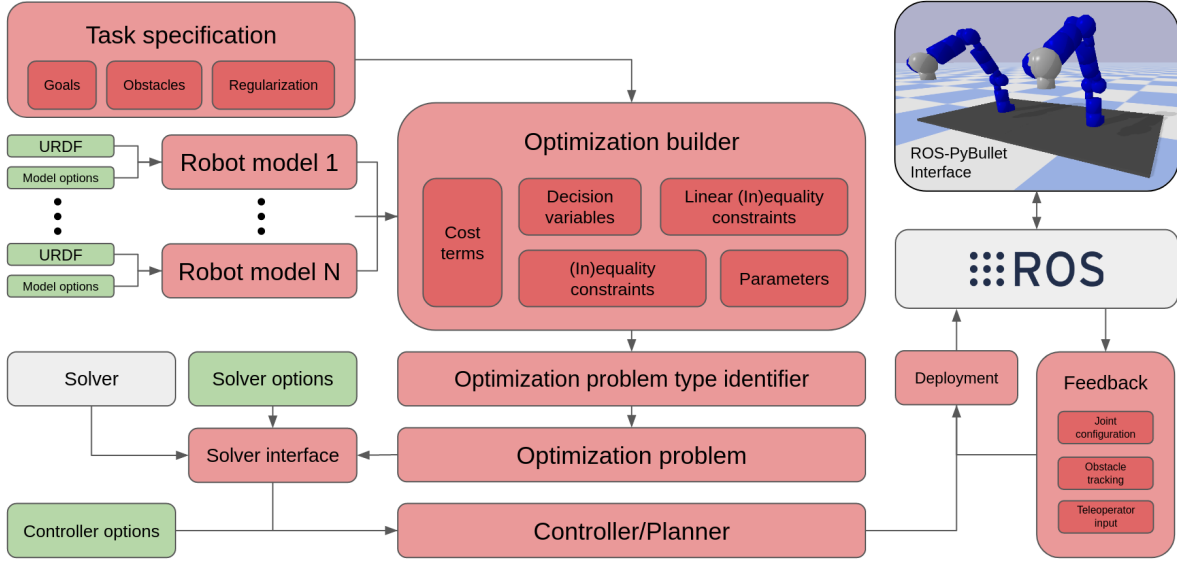 Task specification
Goals
Obstacles
Regularization
URDF
Model options
Robot model 1
URDF
Model options
Robot model N
Optimization builder
Cost
terms
Decision
variables
Linear (In)equality
constraints
(In)equality
constraints
Parameters
Solver
Solver options
Optimization problem type identifier
Solver interface
Optimization problem
Controller options
Controller/Planner
ROS-PyBullet
Interface
ROS
Deployment
Feedback
Joint
configuration
Obstacle
tracking
Teleoperator
input